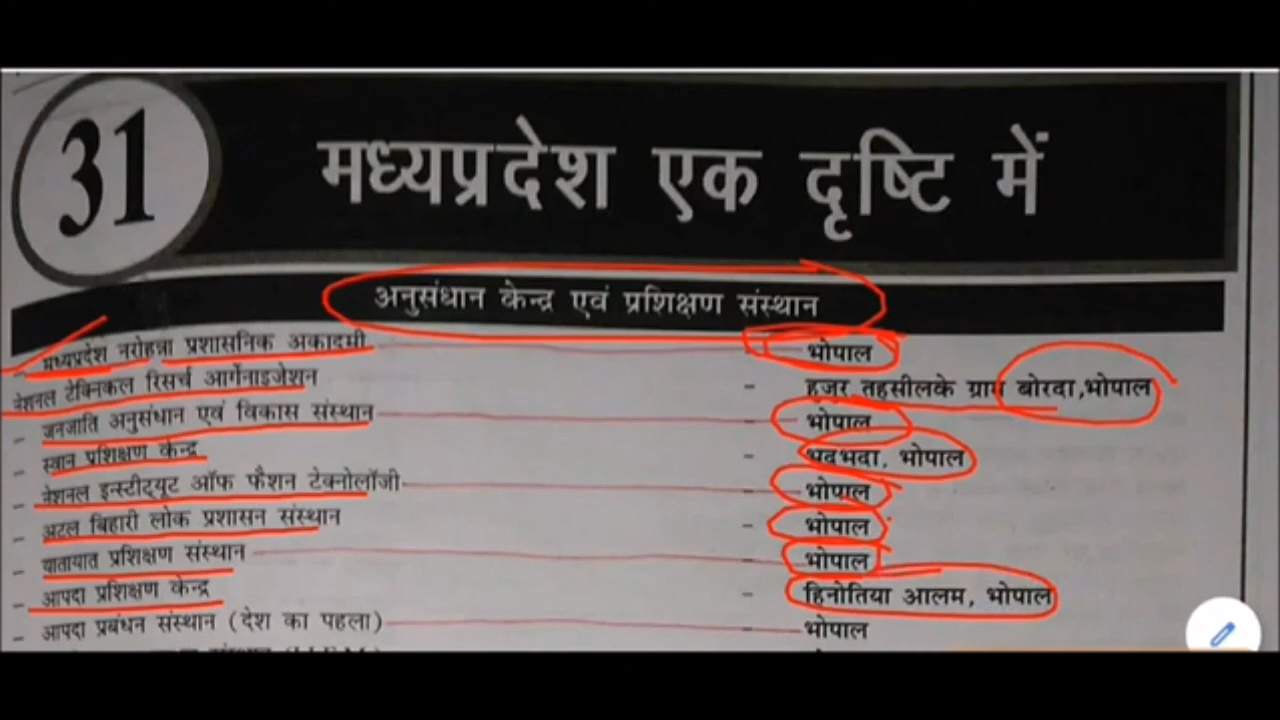 31
मध्यप्रदेश एक दृष्टि में
अनुसंधान केन्द्र एवं प्रशिक्षण संस्थान
मध्यप्रदेश नरोहन्ना प्रशासनिक अकादमी - भोपाल
नेशनल टेक्निकल रिसर्च आर्गेनाइजेशन - हुजूर तहसीलके ग्राम बोरदा,भोपाल
- जनजाति अनुसंधान एवं विकास संस्थान - भोपाल
- स्वान प्रशिक्षण केन्द्र - भदभदा, भोपाल
- नेशनल इन्स्टीट्यूट ऑफ फैशन टेक्नोलॉजी - भोपाल
- अटल बिहारी लोक प्रशासन संस्थान - भोपाल
- यातायात प्रशिक्षण संस्थान - भोपाल
- आपदा प्रशिक्षण केन्द्र - हिनोतिया आलम, भोपाल
- आपदा प्रबंधन संस्थान (देश का पहला) - भोपाल